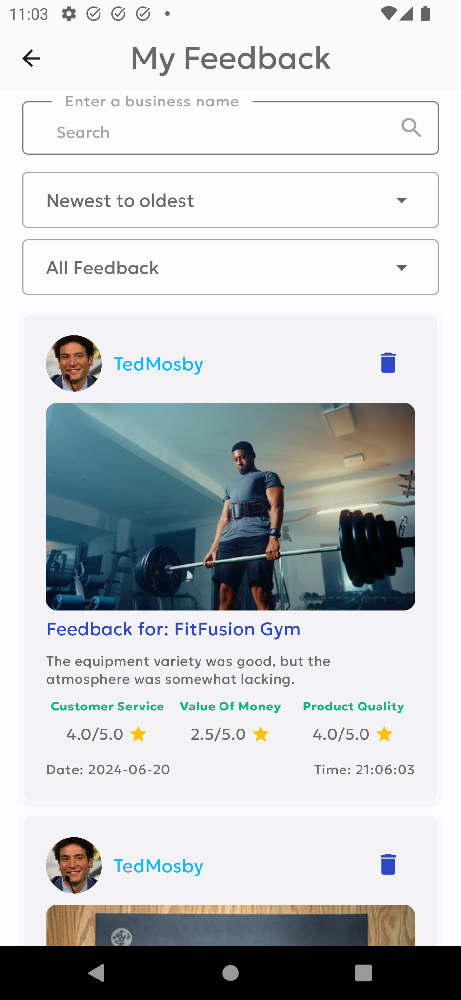 11:03
My Feedback
Enter a business name
Search
Newest to oldest
All Feedback
TedMosby
Feedback for: FitFusion Gym
The equipment variety was good, but the
atmosphere was somewhat lacking.
Customer Service Value Of Money Product Quality
4.0/5.0 2.5/5.0 4.0/5.0
Date: 2024-06-20 Time: 21:06:03
TedMosby